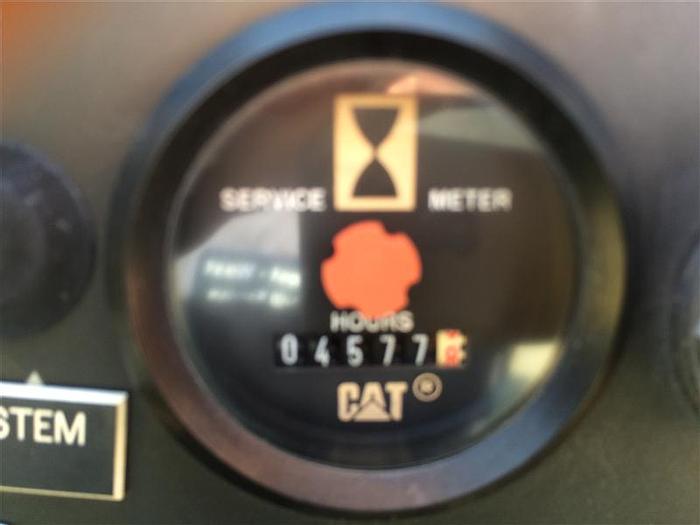 SERVICE METER
HOURS
04577
CAT ®
STEM